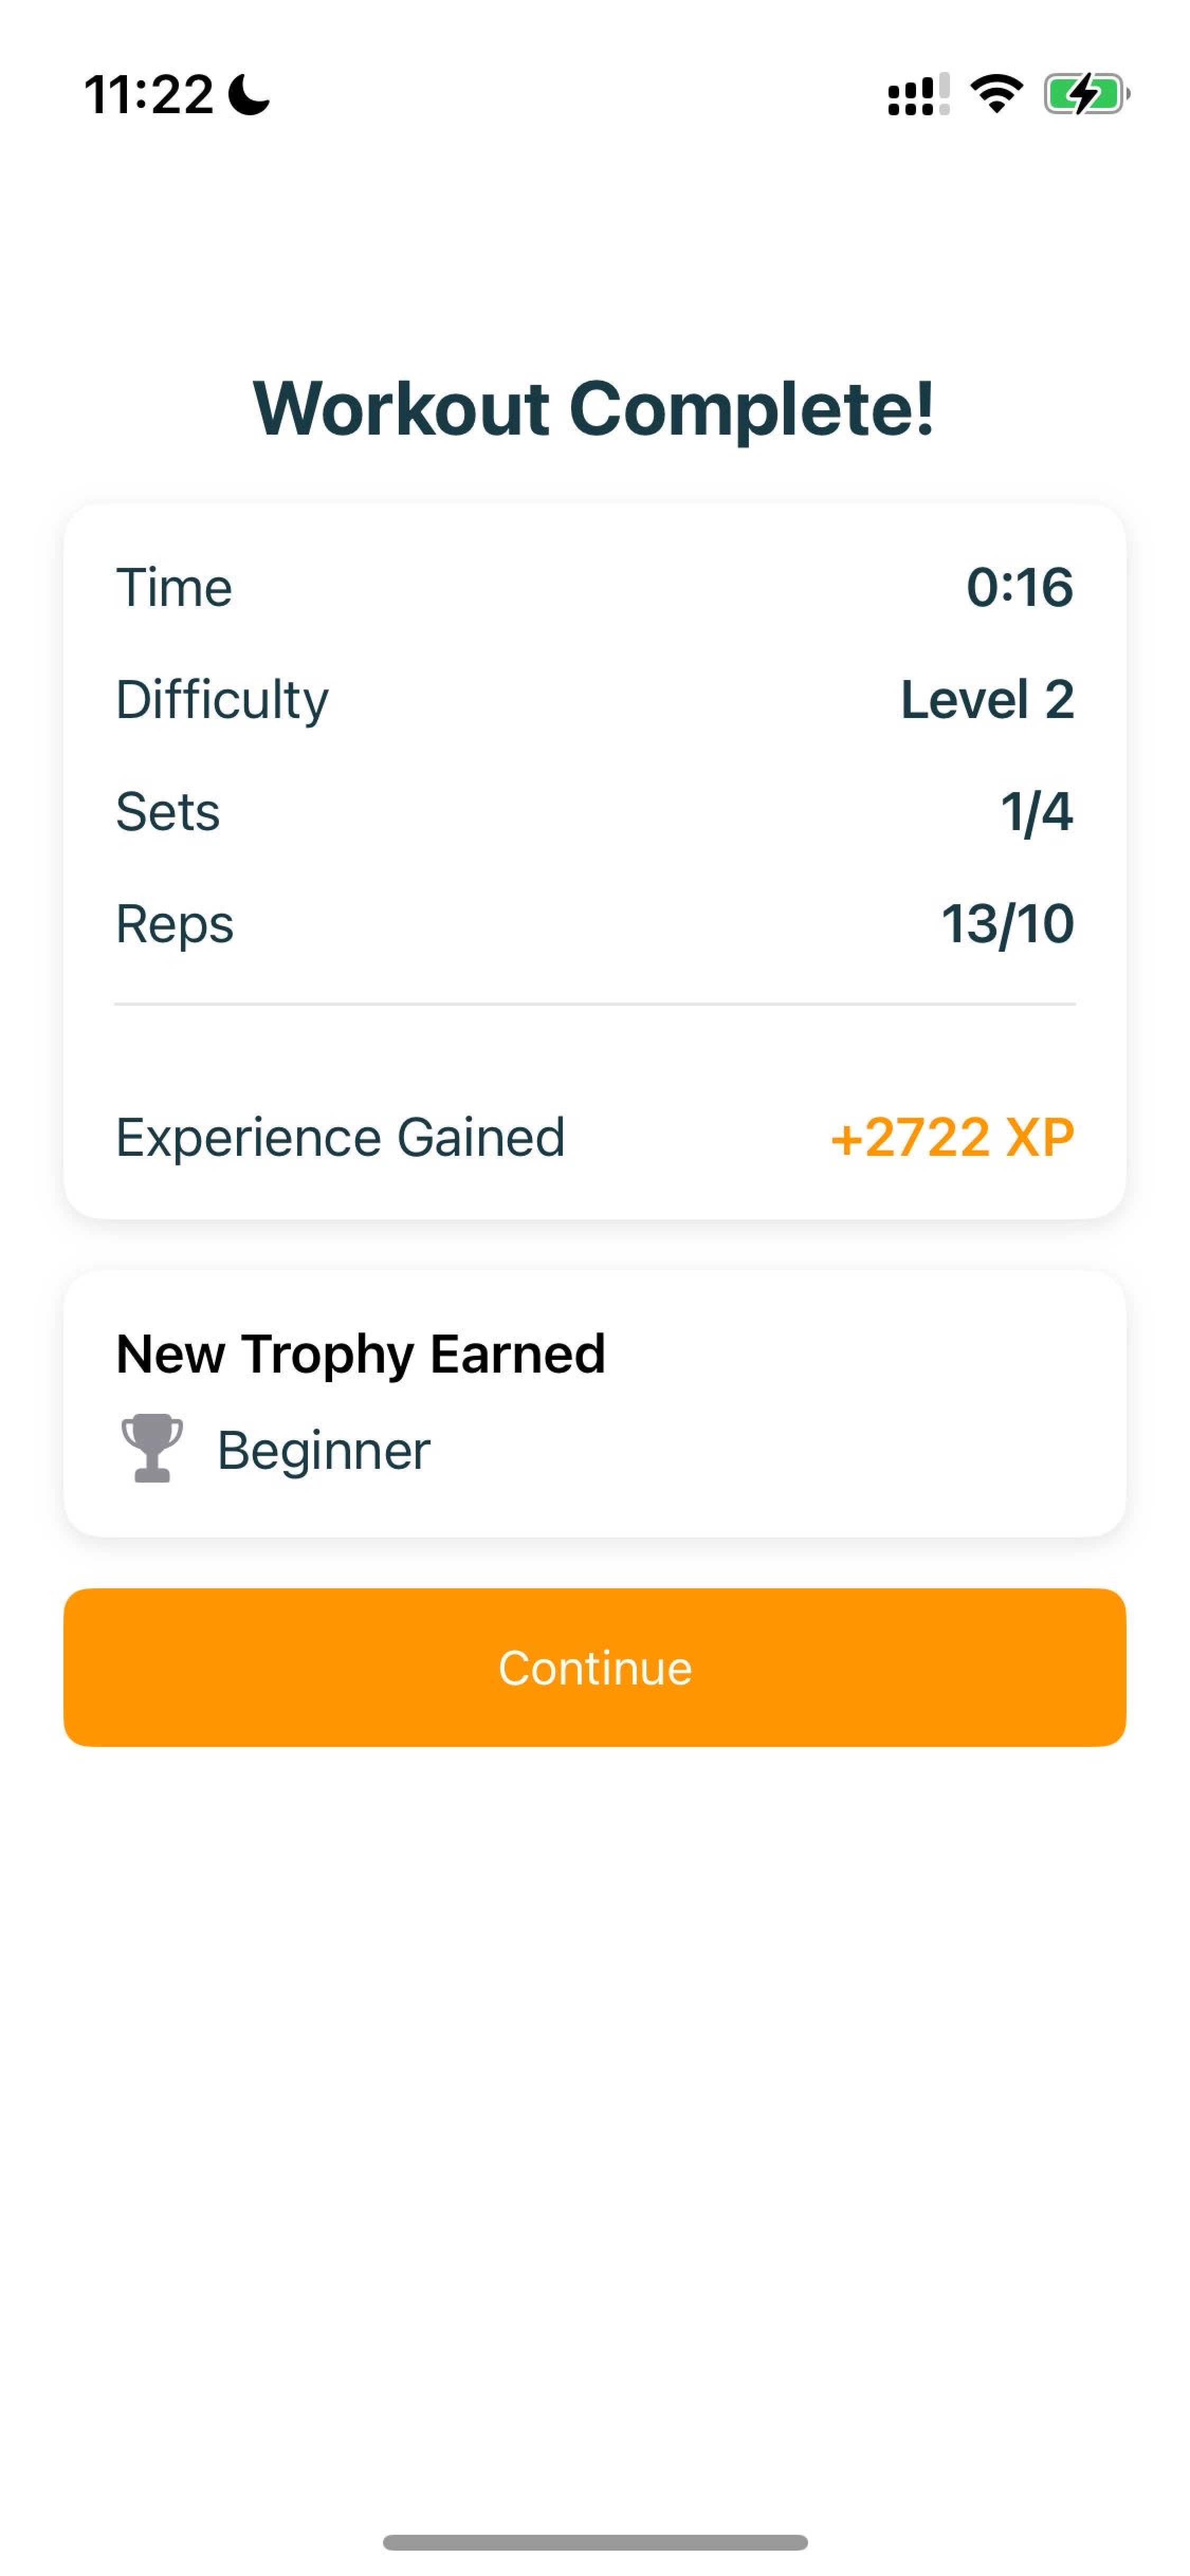 11:22
Workout Complete!
Time 0:16
Difficulty Level 2
Sets 1/4
Reps 13/10
Experience Gained +2722 XP
New Trophy Earned
Beginner
Continue